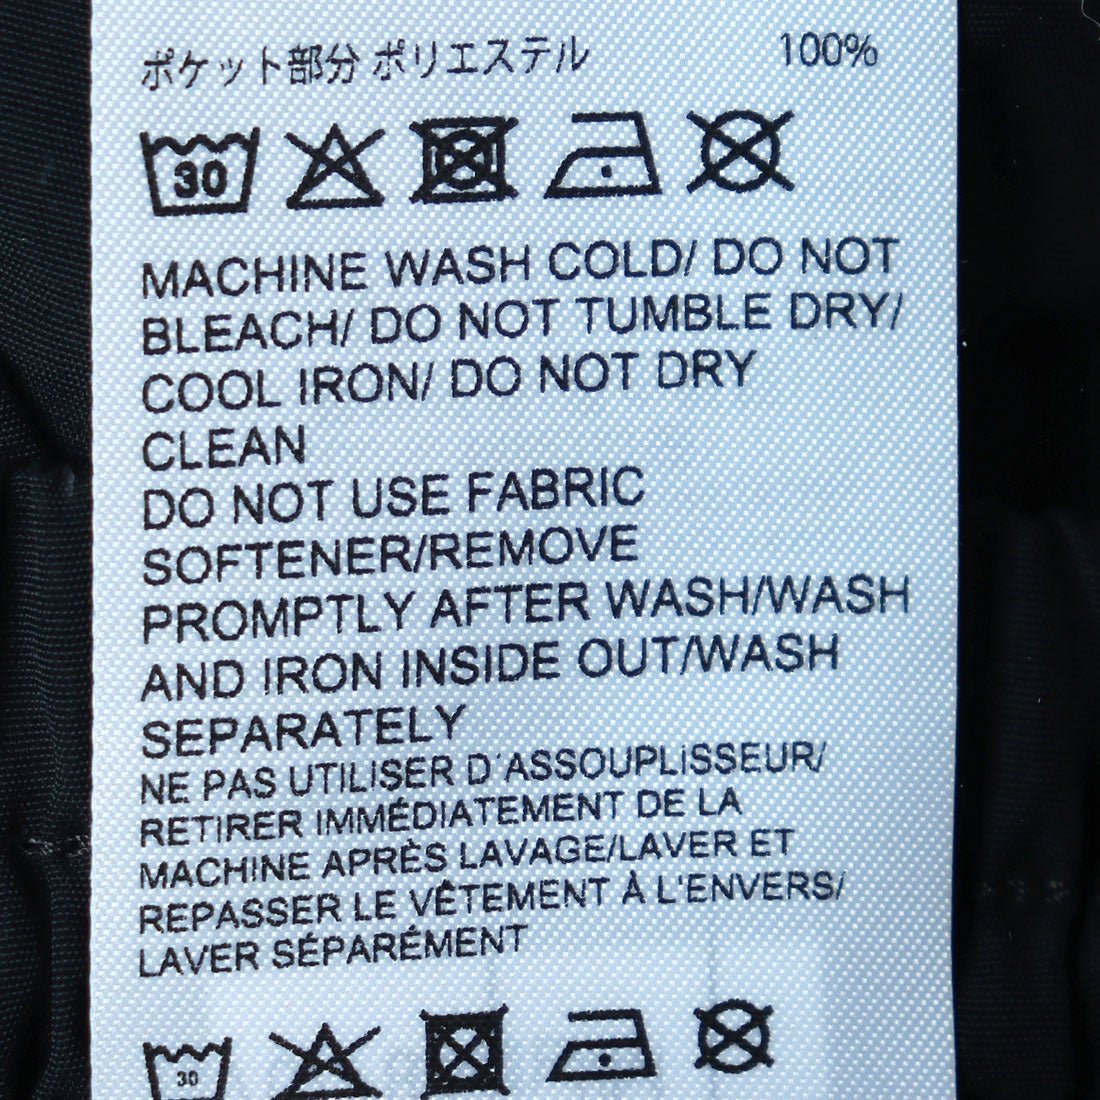 ポケット部分 ポリエステル 100%
30
MACHINE WASH COLD/ DO NOT
BLEACH/ DO NOT TUMBLE DRY/
COOL IRON/ DO NOT DRY
CLEAN
DO NOT USE FABRIC
SOFTENER/REMOVE
PROMPTLY AFTER WASH/WASH
AND IRON INSIDE OUT/WASH
SEPARATELY
NE PAS UTILISER D'ASSOUPLISSEUR/
RETIRER IMMÉDIATEMENT DE LA
MACHINE APRÈS LAVAGE/LAVER ET
REPASSER LE VÊTEMENT À L'ENVERS/
LAVER SÉPARÉMENT
30